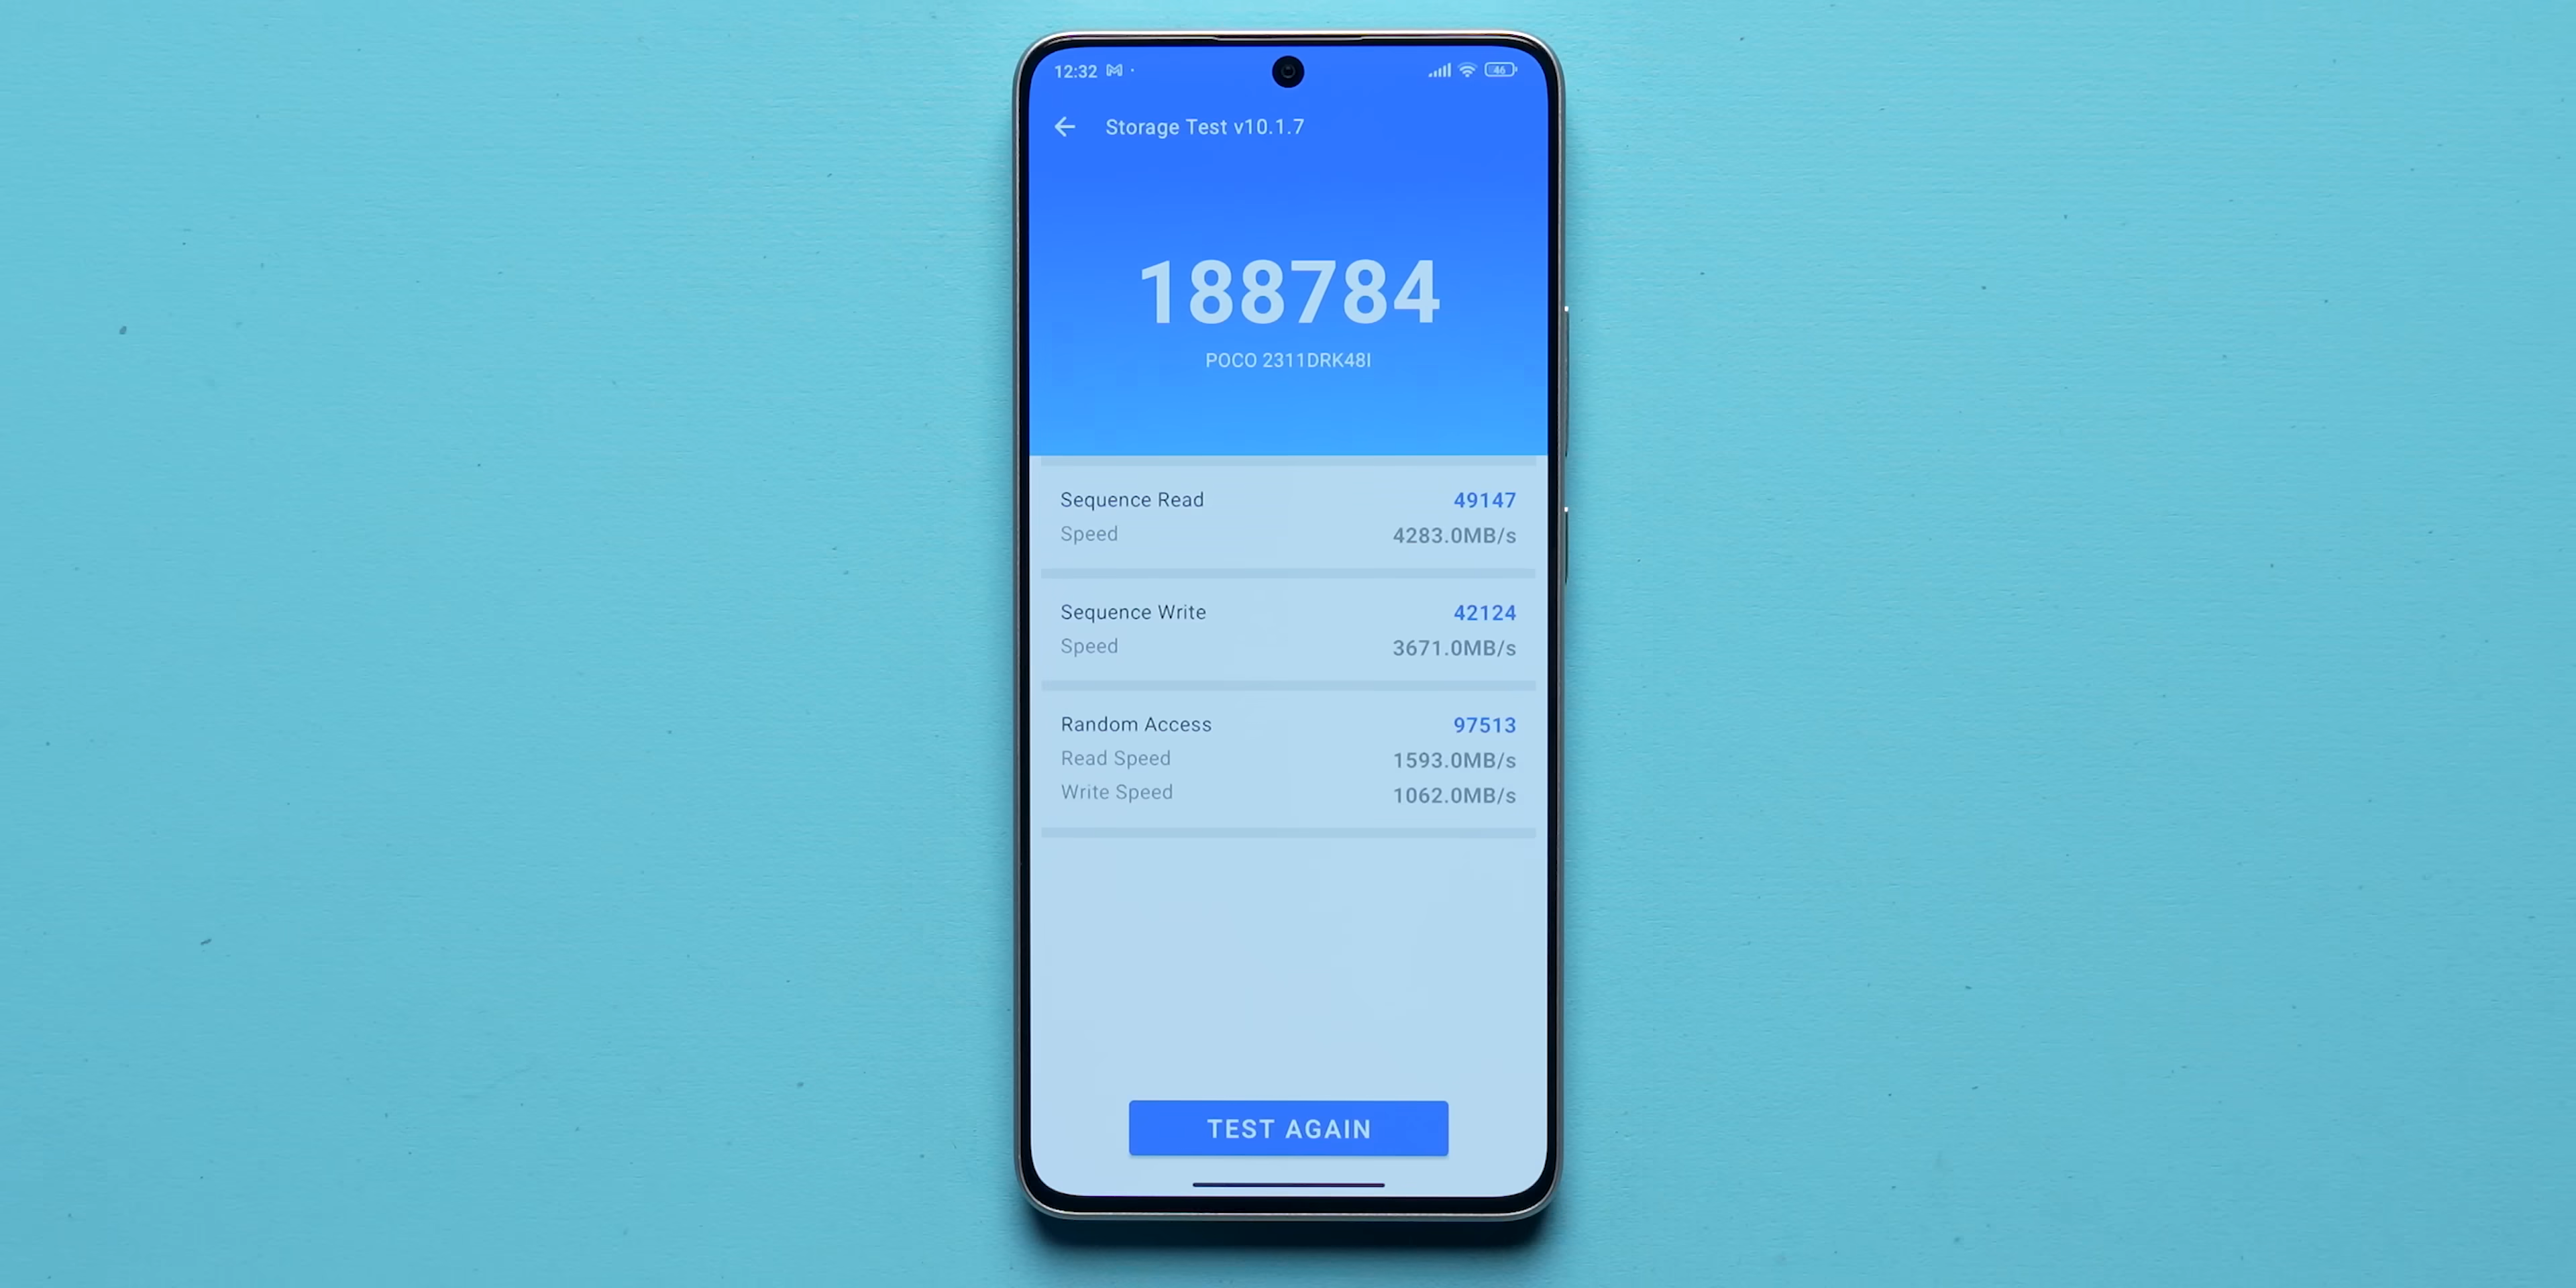 12:32 46
Storage Test v10.1.7
188784
POCO 2311DRK48I
Sequence Read 49147
Speed 4283.0MB/s
Sequence Write 42124
Speed 3671.0MB/s
Random Access 97513
Read Speed 1593.0MB/s
Write Speed 1062.0MB/s
TEST AGAIN